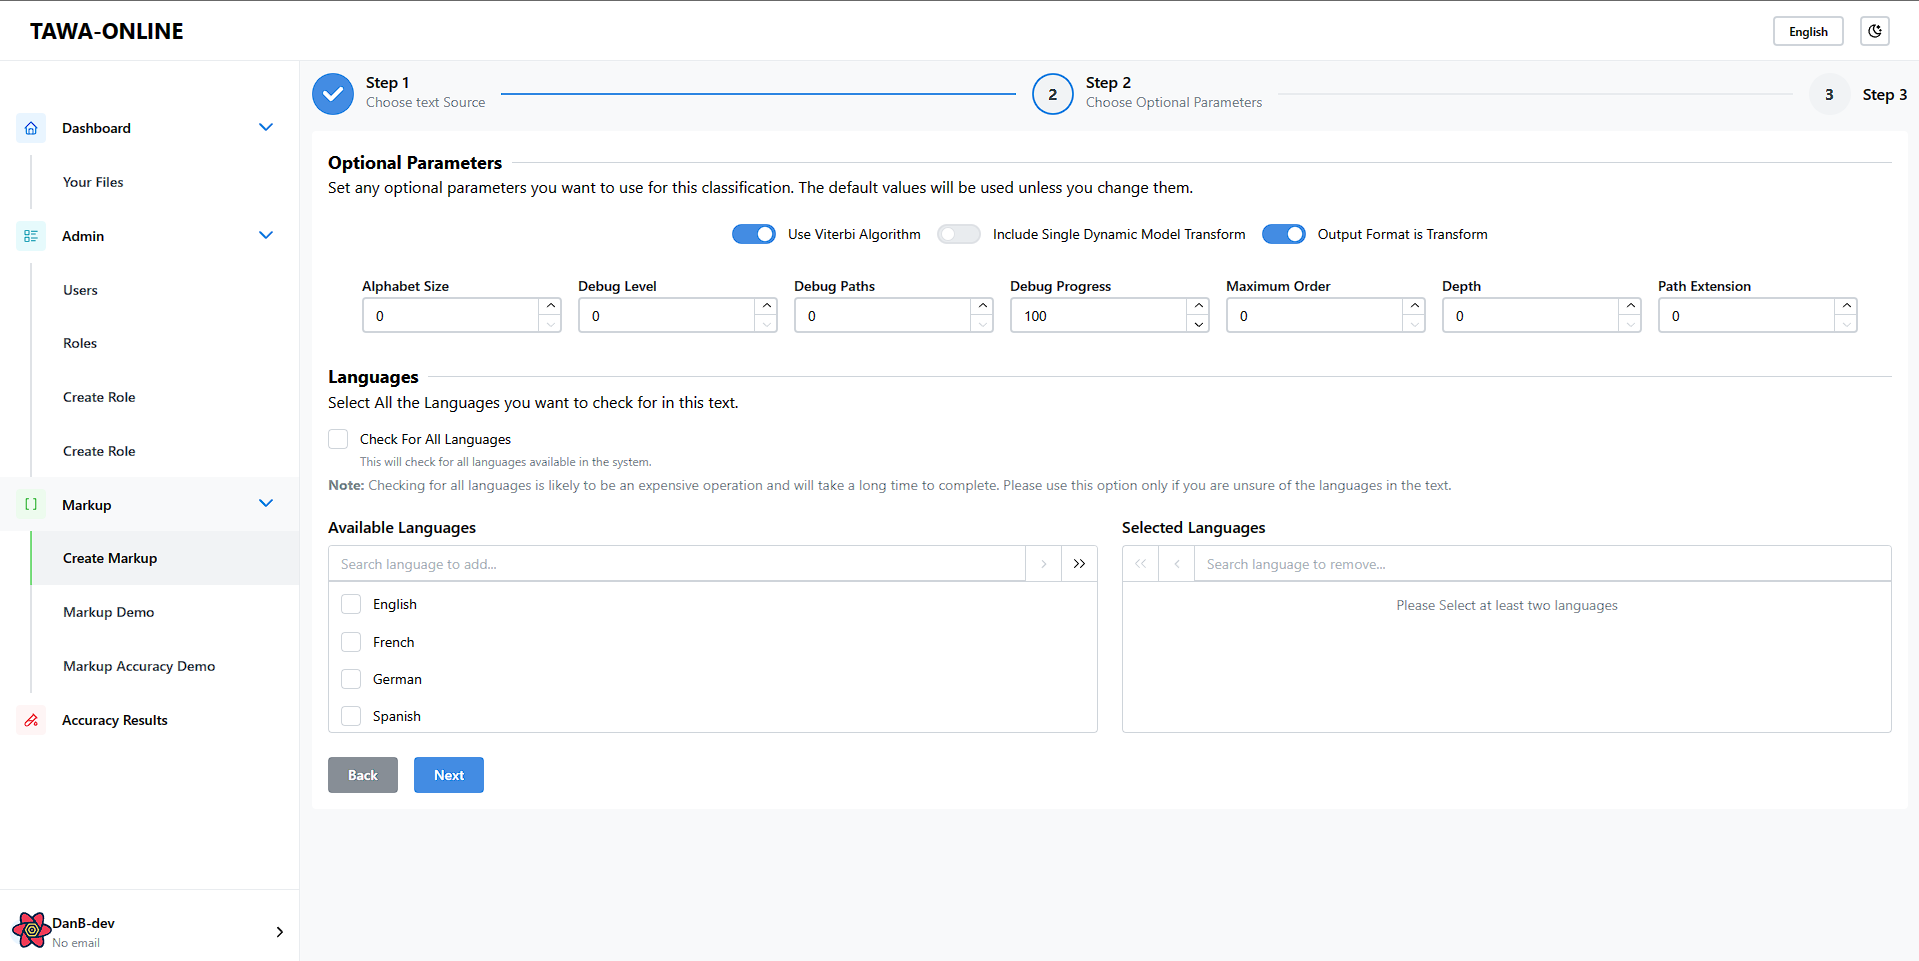 TAWA-ONLINE
English
Dashboard
Your Files
Admin
Users
Roles
Create Role
Create Role
Markup
Create Markup
Markup Demo
Markup Accuracy Demo
Accuracy Results
DanB-dev
No email
Step 1
Choose text Source
2
Step 2
Choose Optional Parameters
3
Step 3
Optional Parameters
Set any optional parameters you want to use for this classification. The default values will be used unless you change them.
Use Viterbi Algorithm
Include Single Dynamic Model Transform
Output Format is Transform
Alphabet Size
0
Debug Level
0
Debug Paths
0
Debug Progress
100
Maximum Order
0
Depth
0
Path Extension
0
Languages
Select All the Languages you want to check for in this text.
Check For All Languages
This will check for all languages available in the system.
Note: Checking for all languages is likely to be an expensive operation and will take a long time to complete. Please use this option only if you are unsure of the languages in the text.
Available Languages
Search language to add...
English
French
German
Spanish
Selected Languages
Search language to remove...
Please Select at least two languages
Back
Next